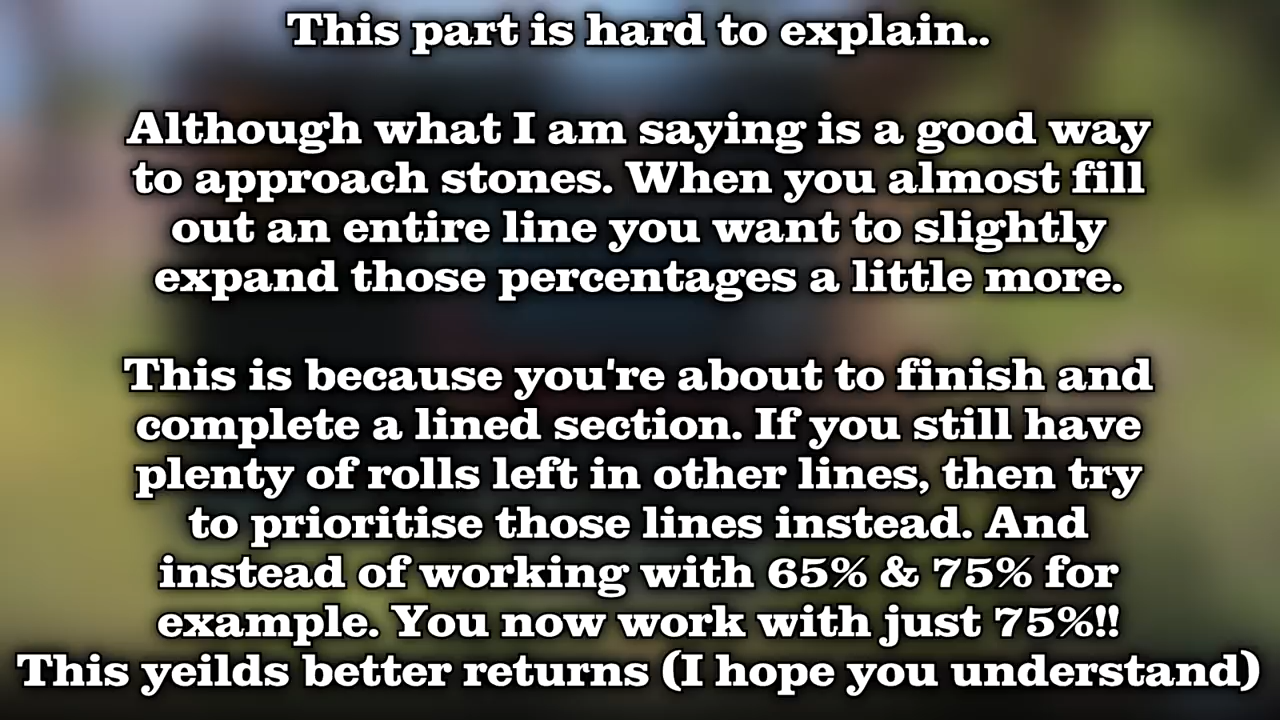 This part is hard to explain..
Although what I am saying is a good way
to approach stones. When you almost fill
out an entire line you want to slightly
expand those percentages a little more.
This is because you're about to finish and
complete a lined section. If you still have
plenty of rolls left in other lines, then try
to prioritise those lines instead. And
instead of working with 65% & 75% for
example. You now work with just 75%!!
This yeilds better returns (I hope you understand)